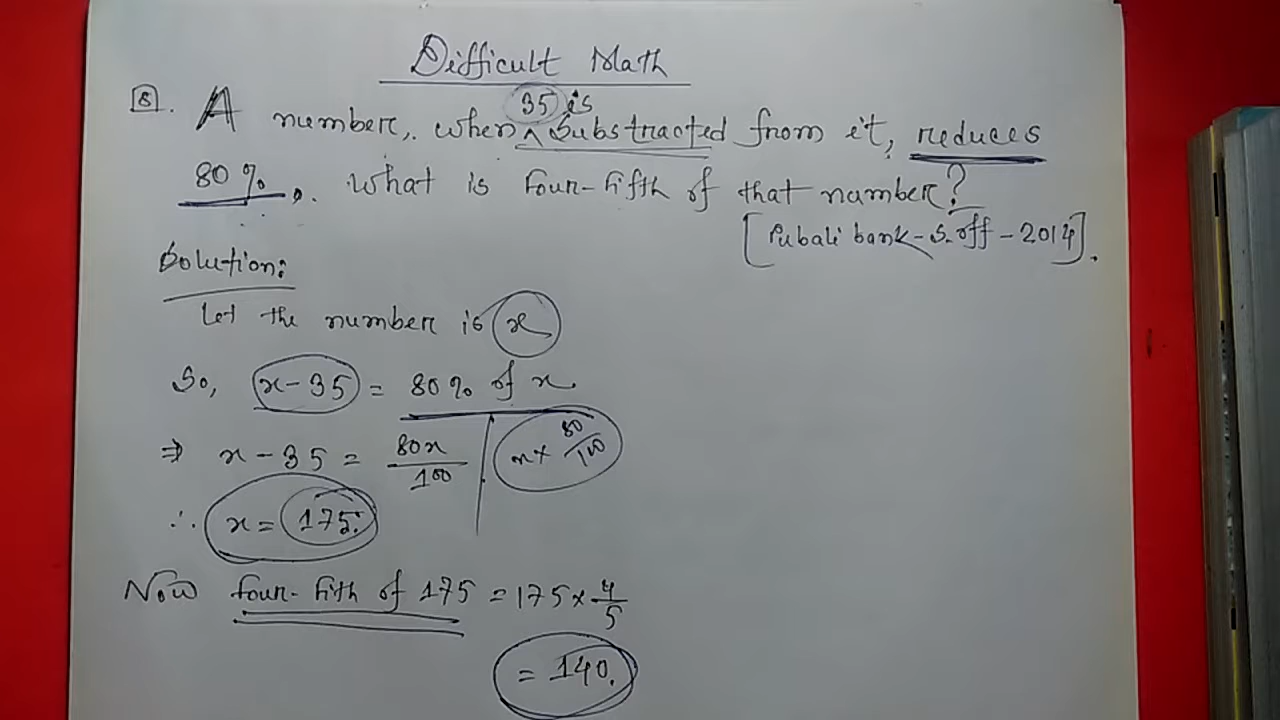 Difficult Math
8. A number, when 35 is substracted from it, reduces
80%, what is four-fifth of that number?
[Pubali bank - S. off - 2014].
Solution:
Let the number is x
So, x - 35 = 80% of x.
⇒ x - 35 = 80x/100 | x × 80/100
∴ x = 175.
Now four-fifth of 175 = 175 × 4/5
= 140.